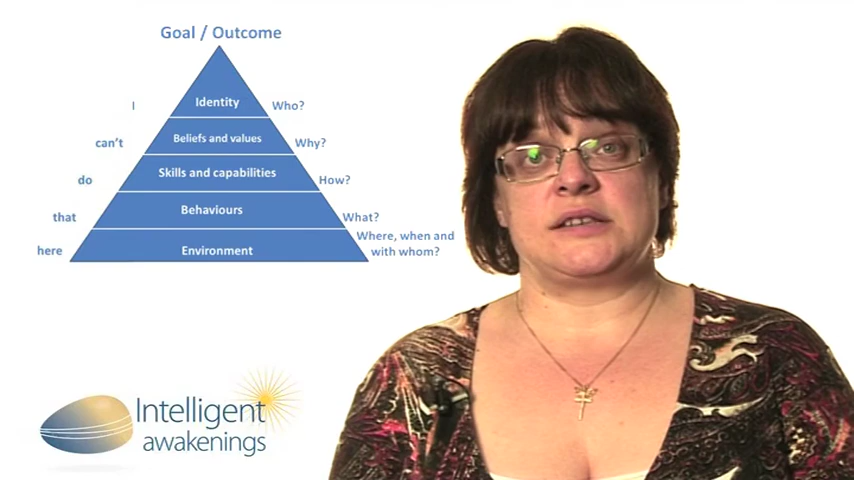 Goal / Outcome
I Identity Who?
can't Beliefs and values Why?
do Skills and capabilities How?
that Behaviours What?
here Environment Where, when and
with whom?
Intelligent
awakenings